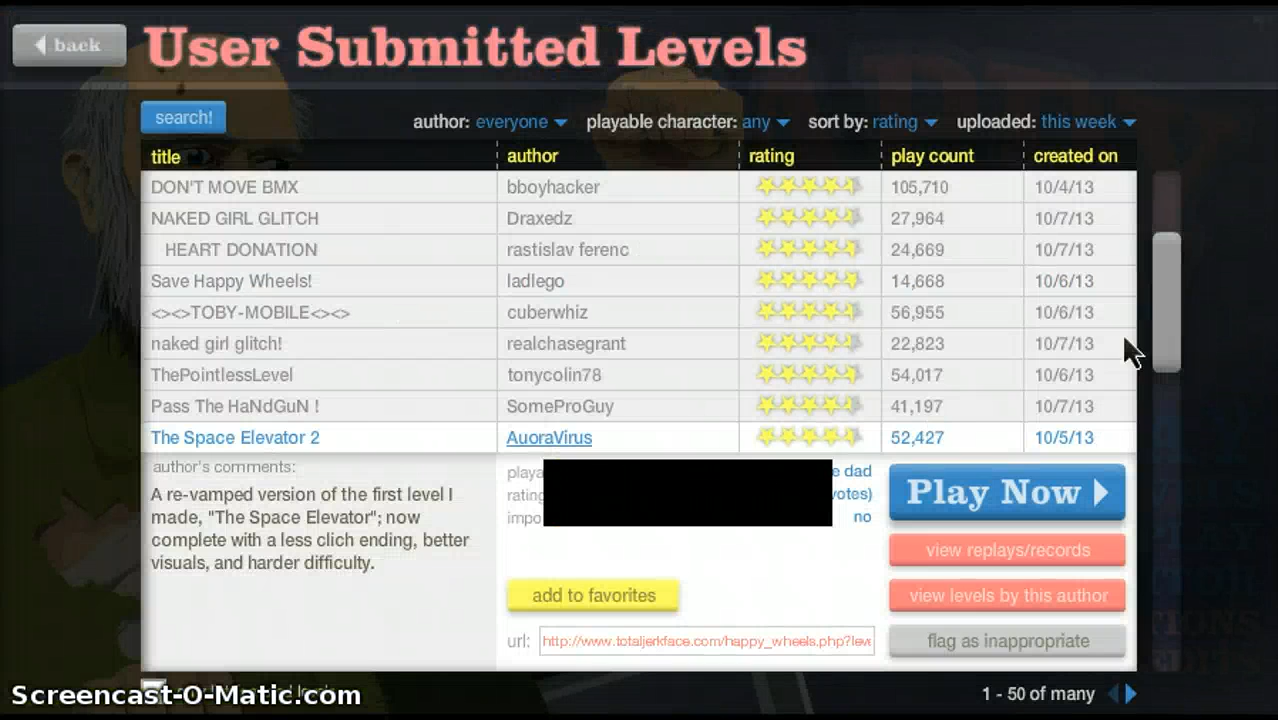 back
User Submitted Levels
search!
author: everyone playable character: any sort by: rating uploaded: this week
title author rating play count created on
DON'T MOVE BMX bboyhacker 105,710 10/4/13
NAKED GIRL GLITCH Draxedz 27,964 10/7/13
HEART DONATION rastislav ferenc 24,669 10/7/13
Save Happy Wheels! ladlego 14,668 10/6/13
<><>TOBY-MOBILE<><> cuberwhiz 56,955 10/6/13
naked girl glitch! realchasegrant 22,823 10/7/13
ThePointlessLevel tonycolin78 54,017 10/6/13
Pass The HaNdGuN ! SomeProGuy 41,197 10/7/13
The Space Elevator 2 AuoraVirus 52,427 10/5/13
author's comments:
A re-vamped version of the first level I
made, "The Space Elevator"; now
complete with a less clich ending, better
visuals, and harder difficulty.
playa e dad
rating votes)
impo no
add to favorites
url: http://www.totaljerkface.com/happy_wheels.php?lev
Play Now
view replays/records
view levels by this author
flag as inappropriate
Screencast-O-Matic.com
1 - 50 of many